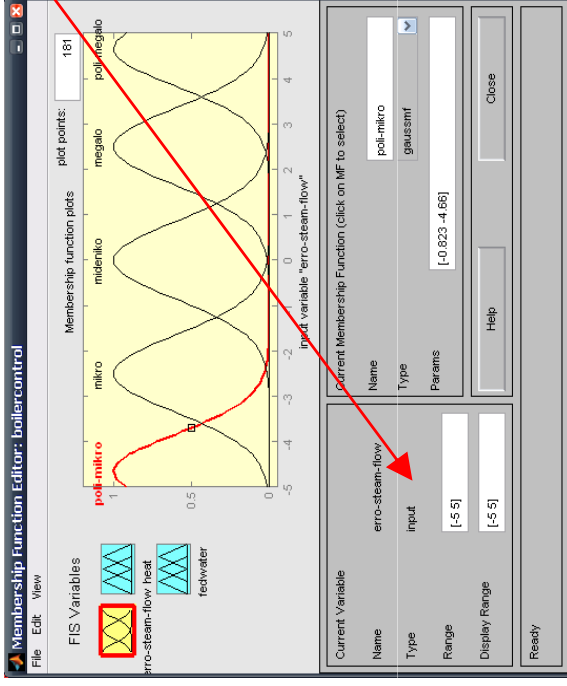 Membership Function Editor: boilercontrol
File Edit View
FIS Variables
erro-steam-flow heat
fedwater
Membership function plots
plot points:
181
poli-mikro
mikro
mideniko
megalo
poli-megalo
1
0.5
0
-5 -4 -3 -2 -1 0 1 2 3 4 5
input variable "erro-steam-flow"
Current Variable
Name erro-steam-flow
Type input
Range [-5 5]
Display Range [-5 5]
Current Membership Function (click on MF to select)
Name poli-mikro
Type gaussmf
Params [-0.823 -4.66]
Help
Close
Ready